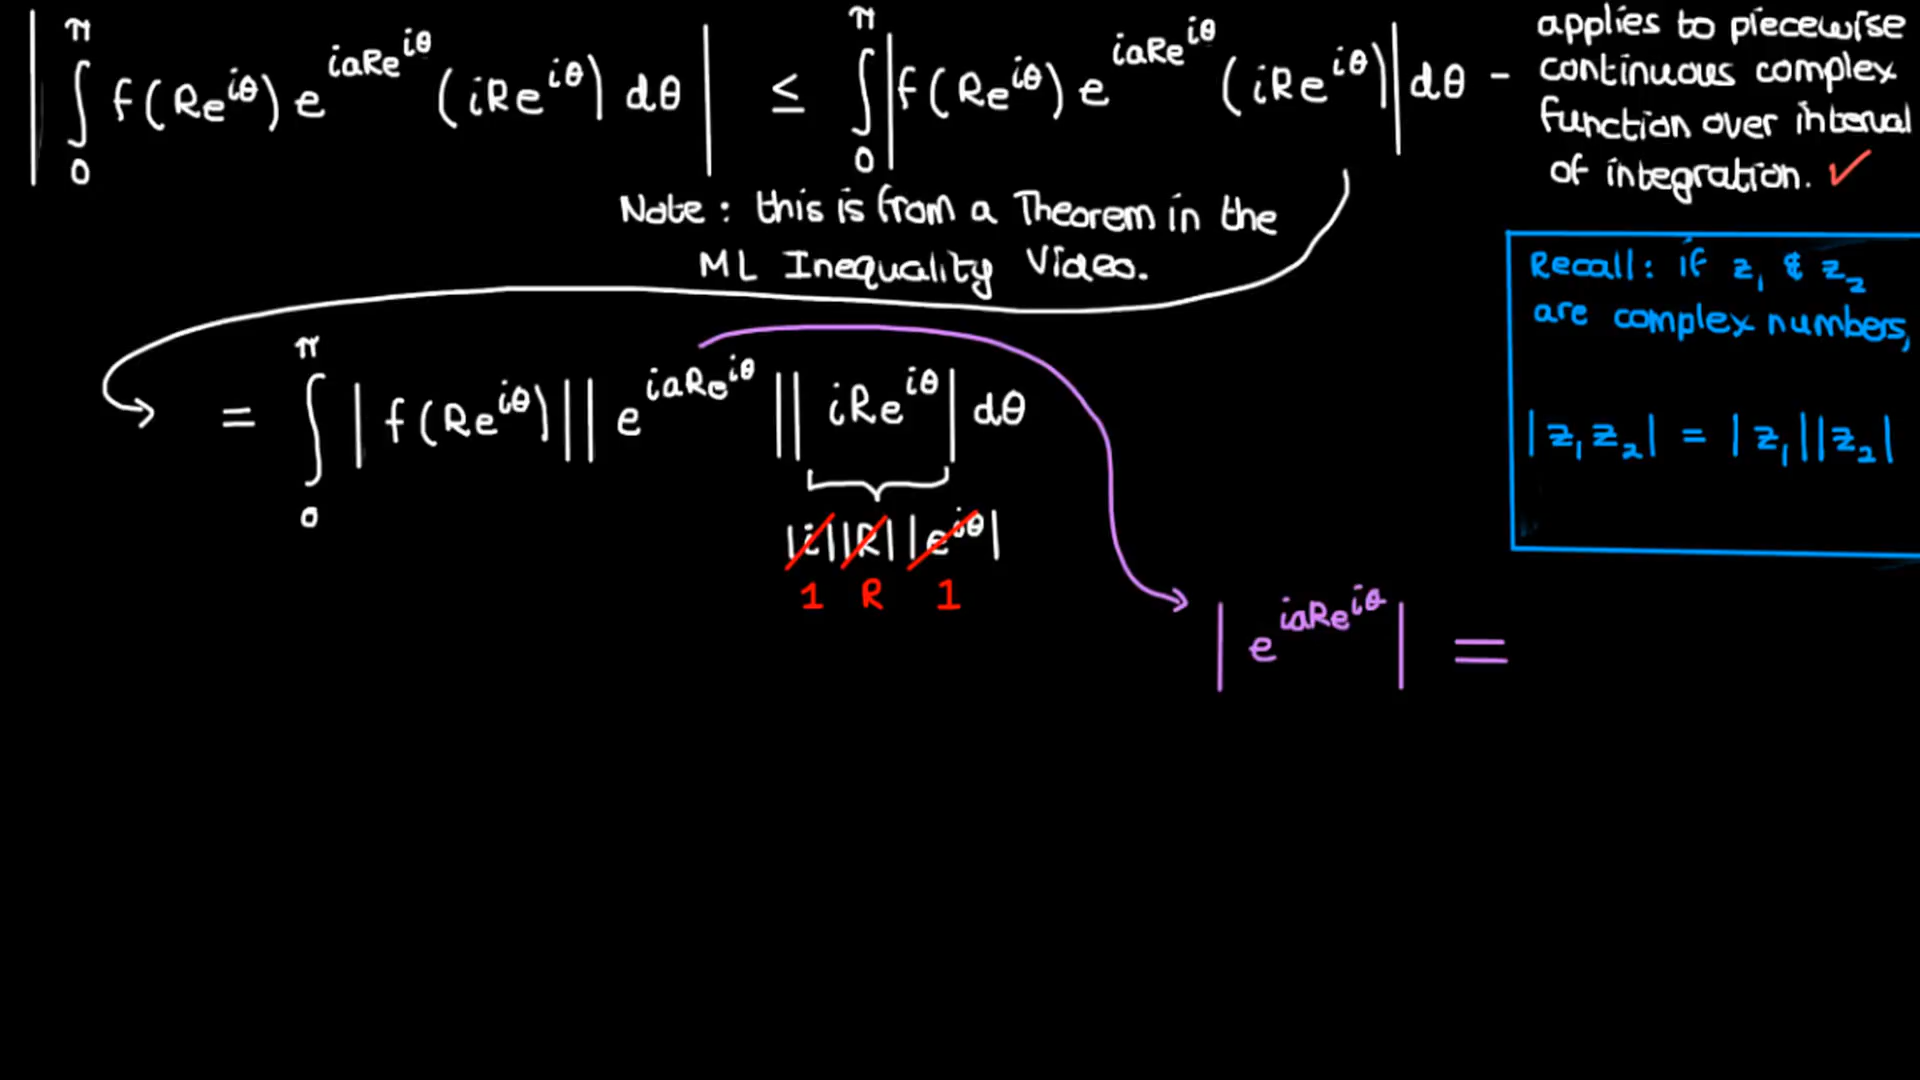 | ∫₀^π f(Re^{iθ}) e^{iaRe^{iθ}} (iRe^{iθ}) dθ | ≤ ∫₀^π | f(Re^{iθ}) e^{iaRe^{iθ}} (iRe^{iθ}) | dθ -
applies to piecewise
continuous complex
function over interval
of integration. ✓
Note: this is from a Theorem in the
ML Inequality Video.
Recall: if z₁ & z₂
are complex numbers,
|z₁z₂| = |z₁||z₂|
= ∫₀^π | f(Re^{iθ}) || e^{iaRe^{iθ}} || iRe^{iθ} | dθ
|i||R||e^{iθ}|
1 R 1
| e^{iaRe^{iθ}} | =